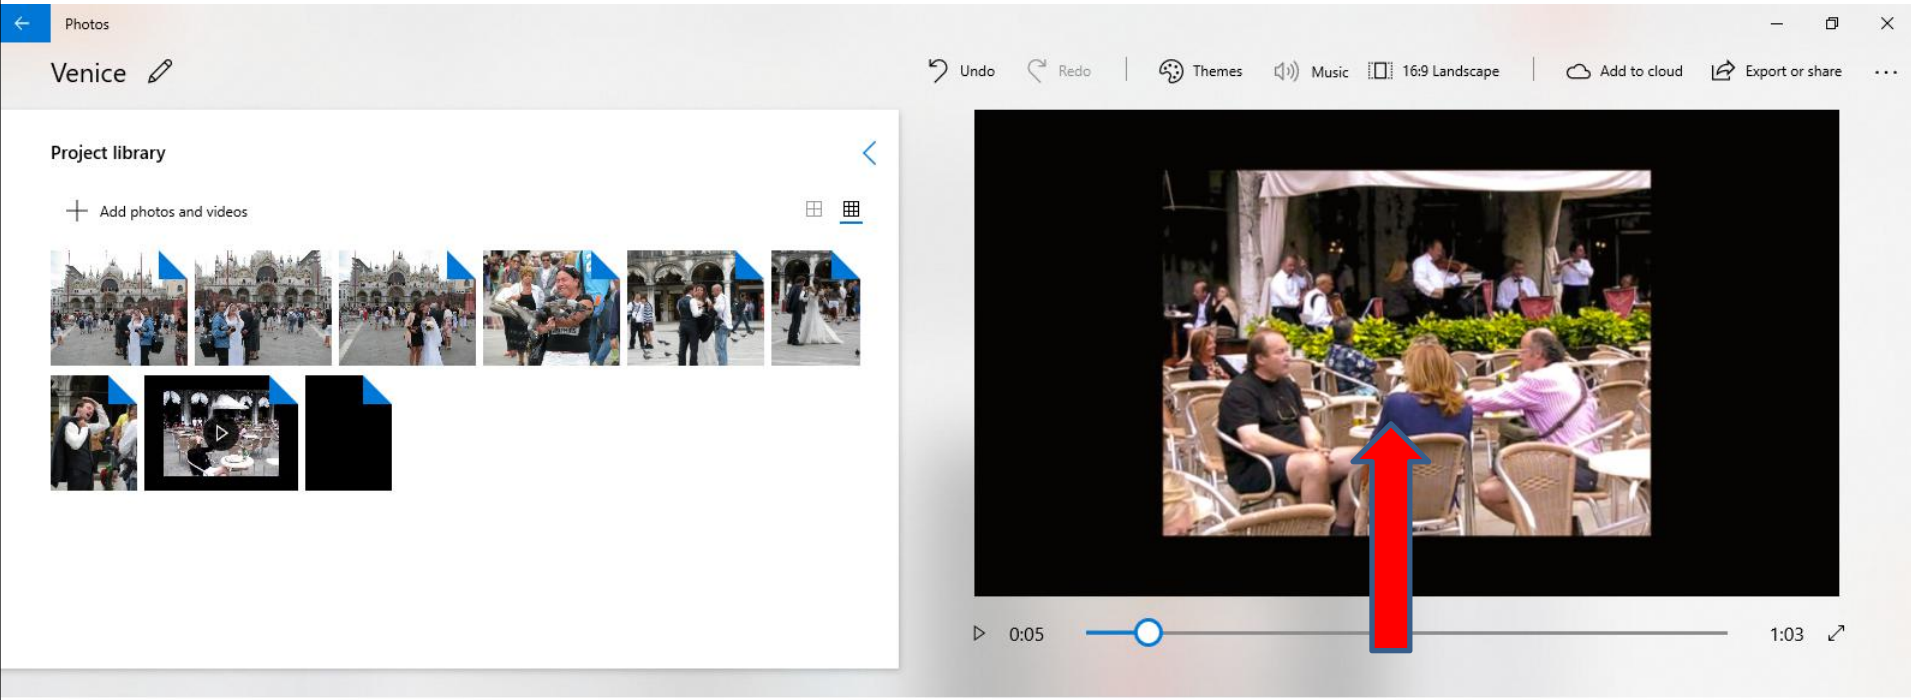 Photos
Venice
Undo Redo Themes Music 16:9 Landscape Add to cloud Export or share
Project library
Add photos and videos
0:05 1:03